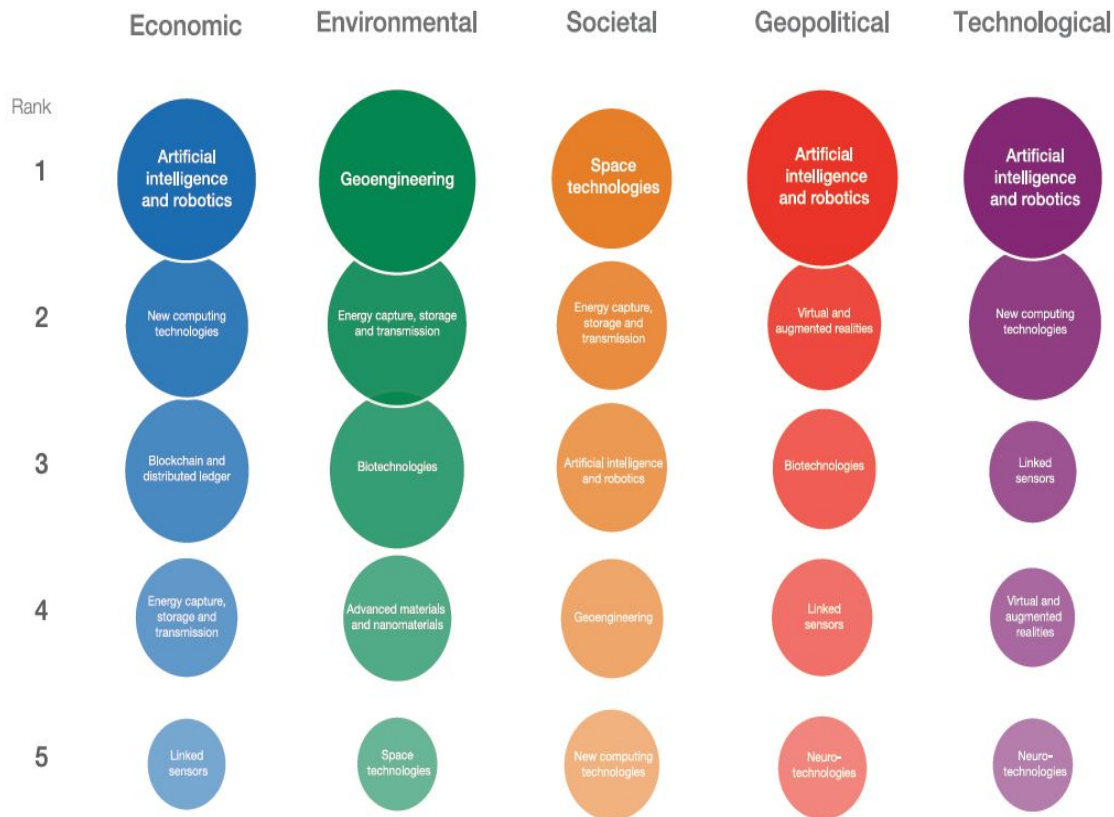 Economic
Environmental
Societal
Geopolitical
Technological
Rank
1
Artificial
intelligence
and robotics
Geoengineering
Space
technologies
Artificial
intelligence
and robotics
Artificial
intelligence
and robotics
2
New computing
technologies
Energy capture, storage
and transmission
Energy capture,
storage and
transmission
Virtual and
augmented realities
New computing
technologies
3
Blockchain and
distributed ledger
Biotechnologies
Artificial intelligence
and robotics
Biotechnologies
Linked
sensors
4
Energy capture,
storage and
transmission
Advanced materials
and nanomaterials
Geoengineering
Linked
sensors
Virtual and
augmented
realities
5
Linked
sensors
Space
technologies
New computing
technologies
Neuro-
technologies
Neuro-
technologies